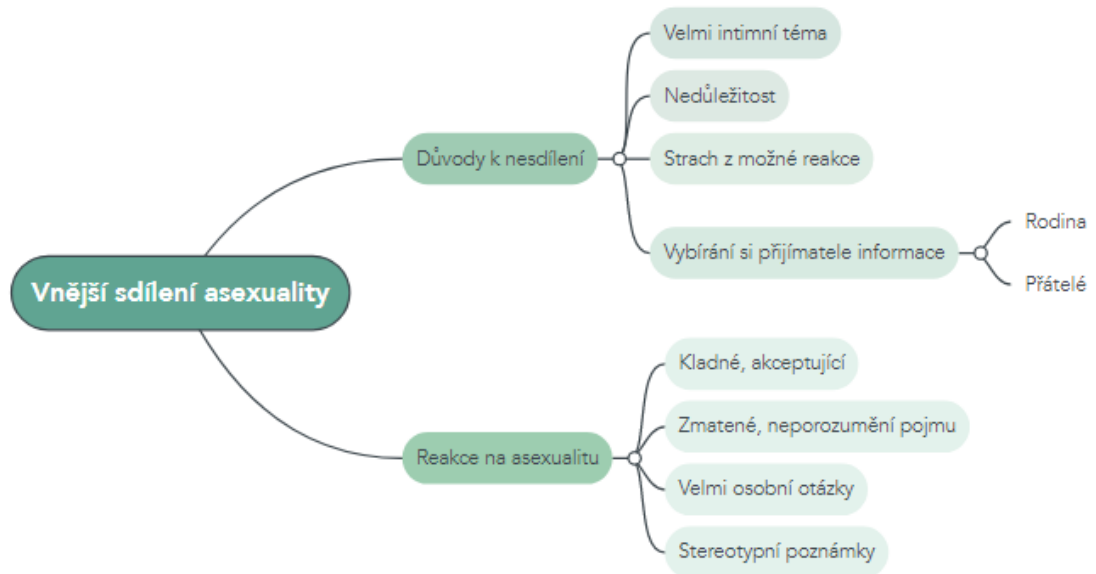 Vnější sdílení asexuality
Důvody k nesdílení
Velmi intimní téma
Nedůležitost
Strach z možné reakce
Vybírání si přijímatele informace
Rodina
Přátelé
Reakce na asexualitu
Kladné, akceptující
Zmatené, neporozumění pojmu
Velmi osobní otázky
Stereotypní poznámky